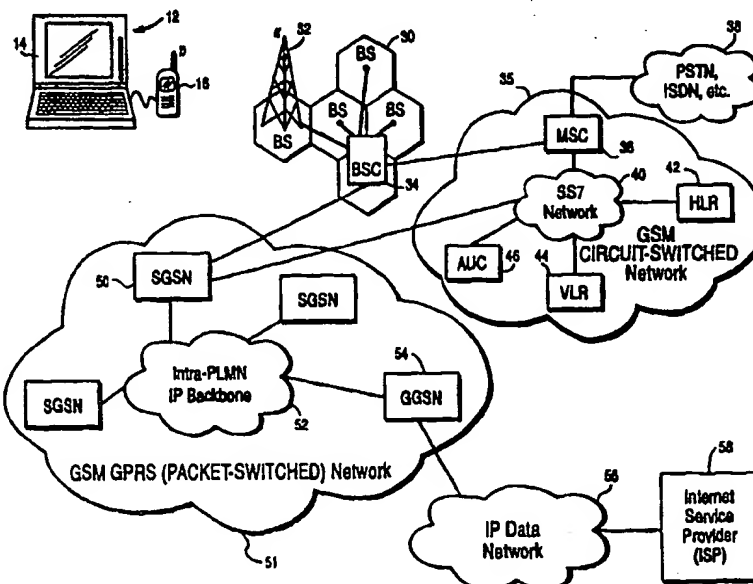 12
14
16
32
30
BS
BS
BS
BS
BSC
34
35
38
PSTN,
ISDN, etc.
MSC
36
40
42
SS7
Network
HLR
GSM
CIRCUIT-SWITCHED
Network
AUC
46
44
VLR
50
SGSN
SGSN
SGSN
Intra-PLMN
IP Backbone
52
54
GGSN
GSM GPRS (PACKET-SWITCHED) Network
51
56
IP Data
Network
58
Internet
Service
Provider
(ISP)